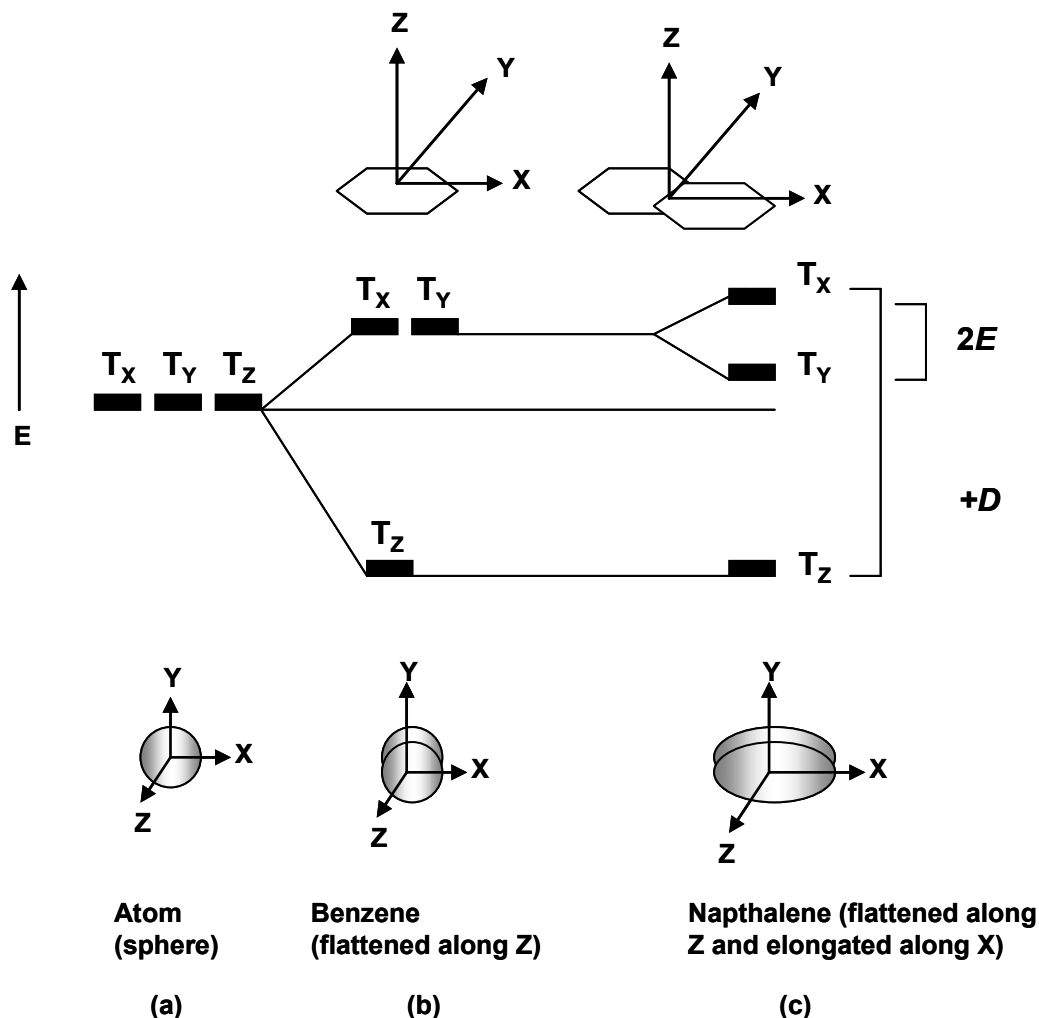 Z
Y
X
Z
Y
X
E
T_X T_Y T_Z
T_X T_Y
T_Z
T_X
T_Y
T_Z
2E
+D
Y
X
Z
Y
X
Z
Y
X
Z
Atom
(sphere)
(a)
Benzene
(flattened along Z)
(b)
Napthalene (flattened along
Z and elongated along X)
(c)